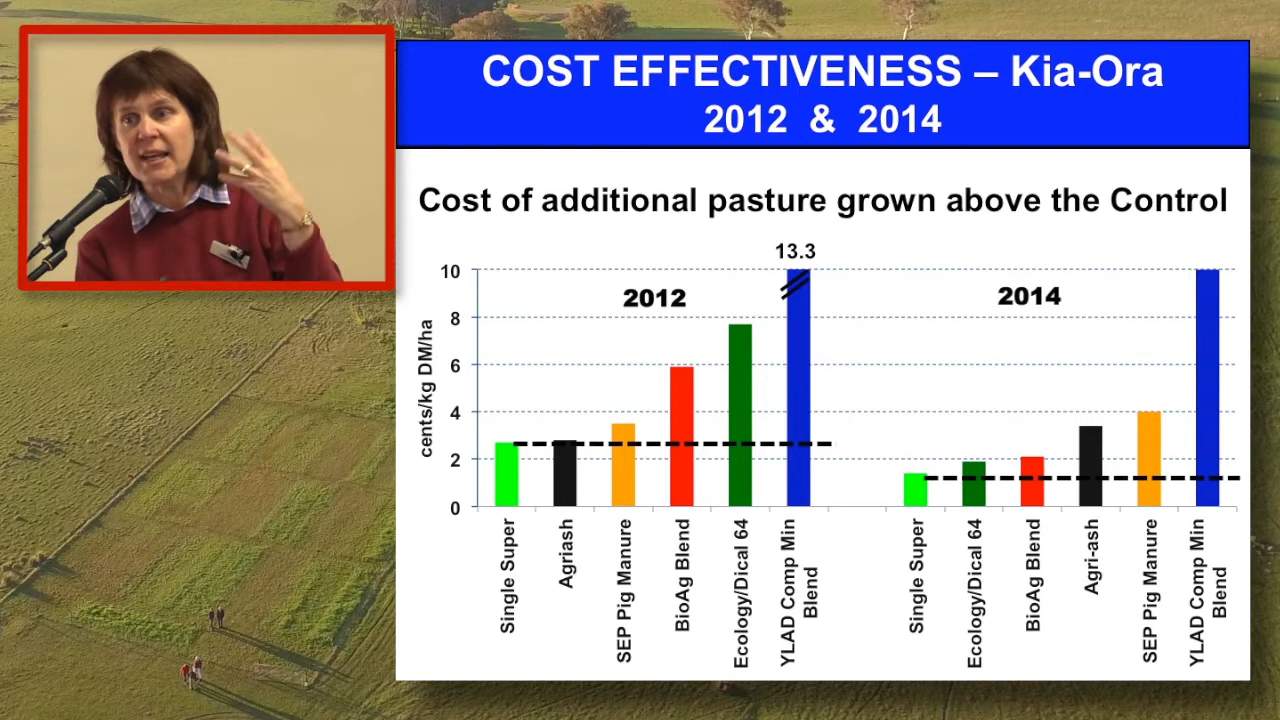 COST EFFECTIVENESS – Kia-Ora
2012 & 2014
Cost of additional pasture grown above the Control
13.3
10
8
6
4
2
0
cents/kg DM/ha
2012
2014
Single Super
Agriash
SEP Pig Manure
BioAg Blend
Ecology/Dical 64
YLAD Comp Min
Blend
Single Super
Ecology/Dical 64
BioAg Blend
Agri-ash
SEP Pig Manure
YLAD Comp Min
Blend